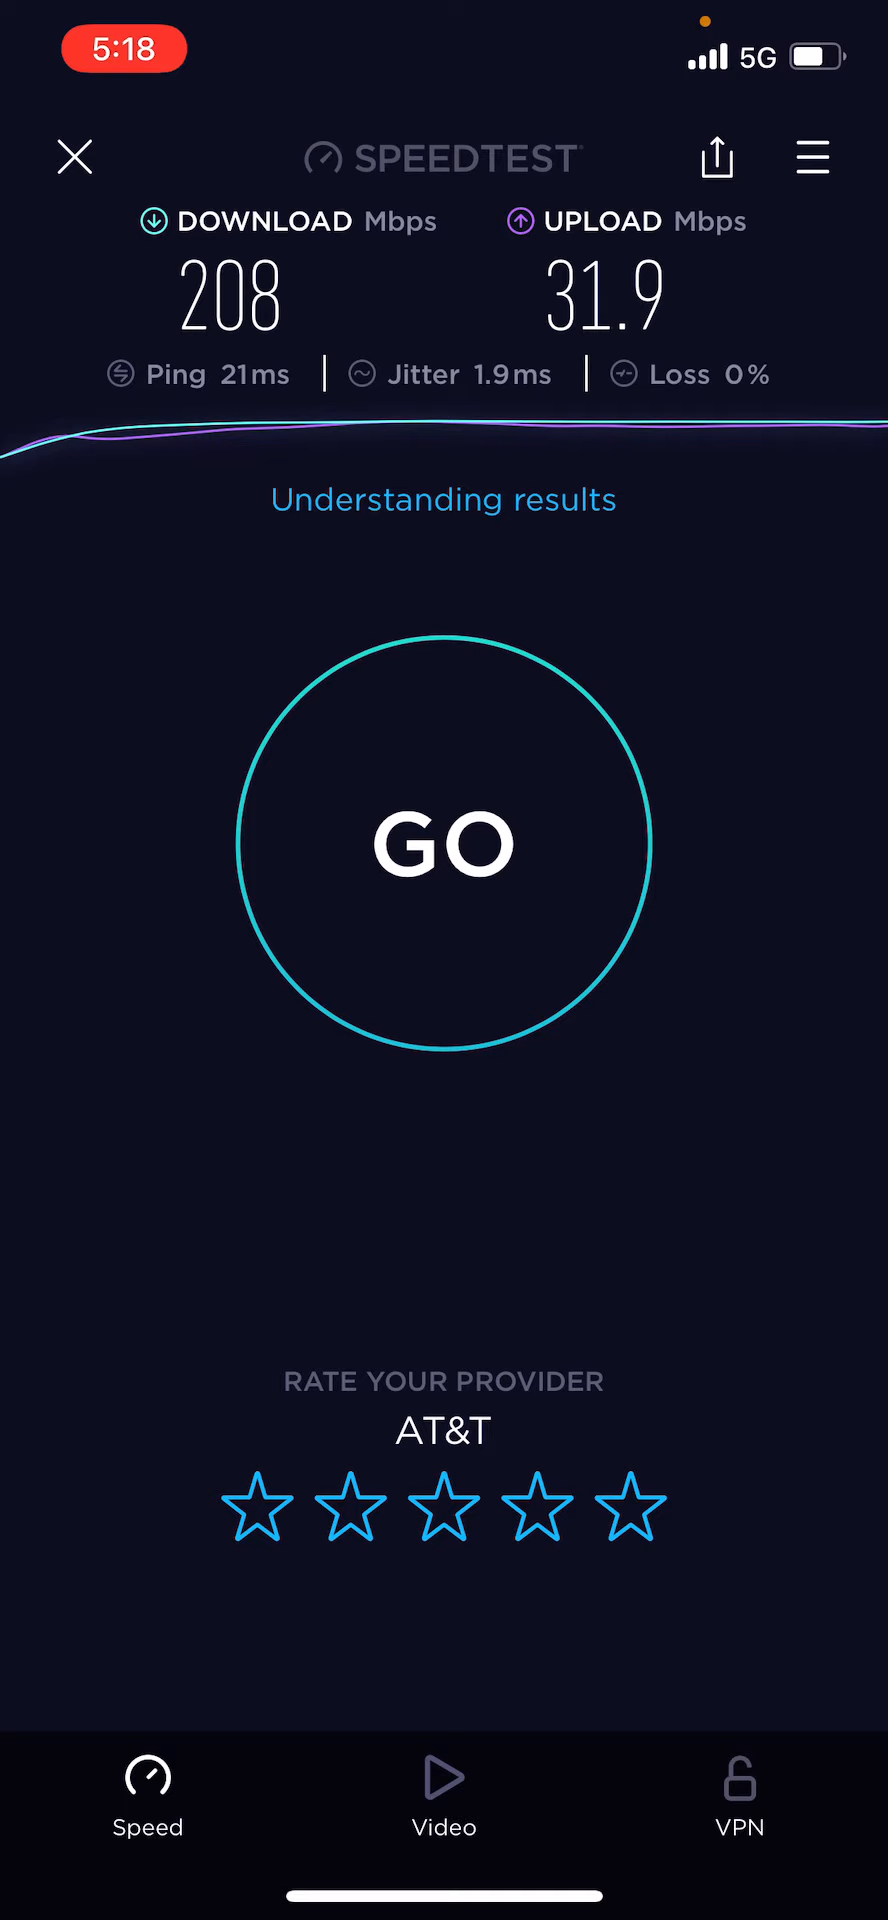 5:18 5G
SPEEDTEST
DOWNLOAD Mbps UPLOAD Mbps
208 31.9
Ping 21ms Jitter 1.9ms Loss 0%
Understanding results
GO
RATE YOUR PROVIDER
AT&T
Speed Video VPN